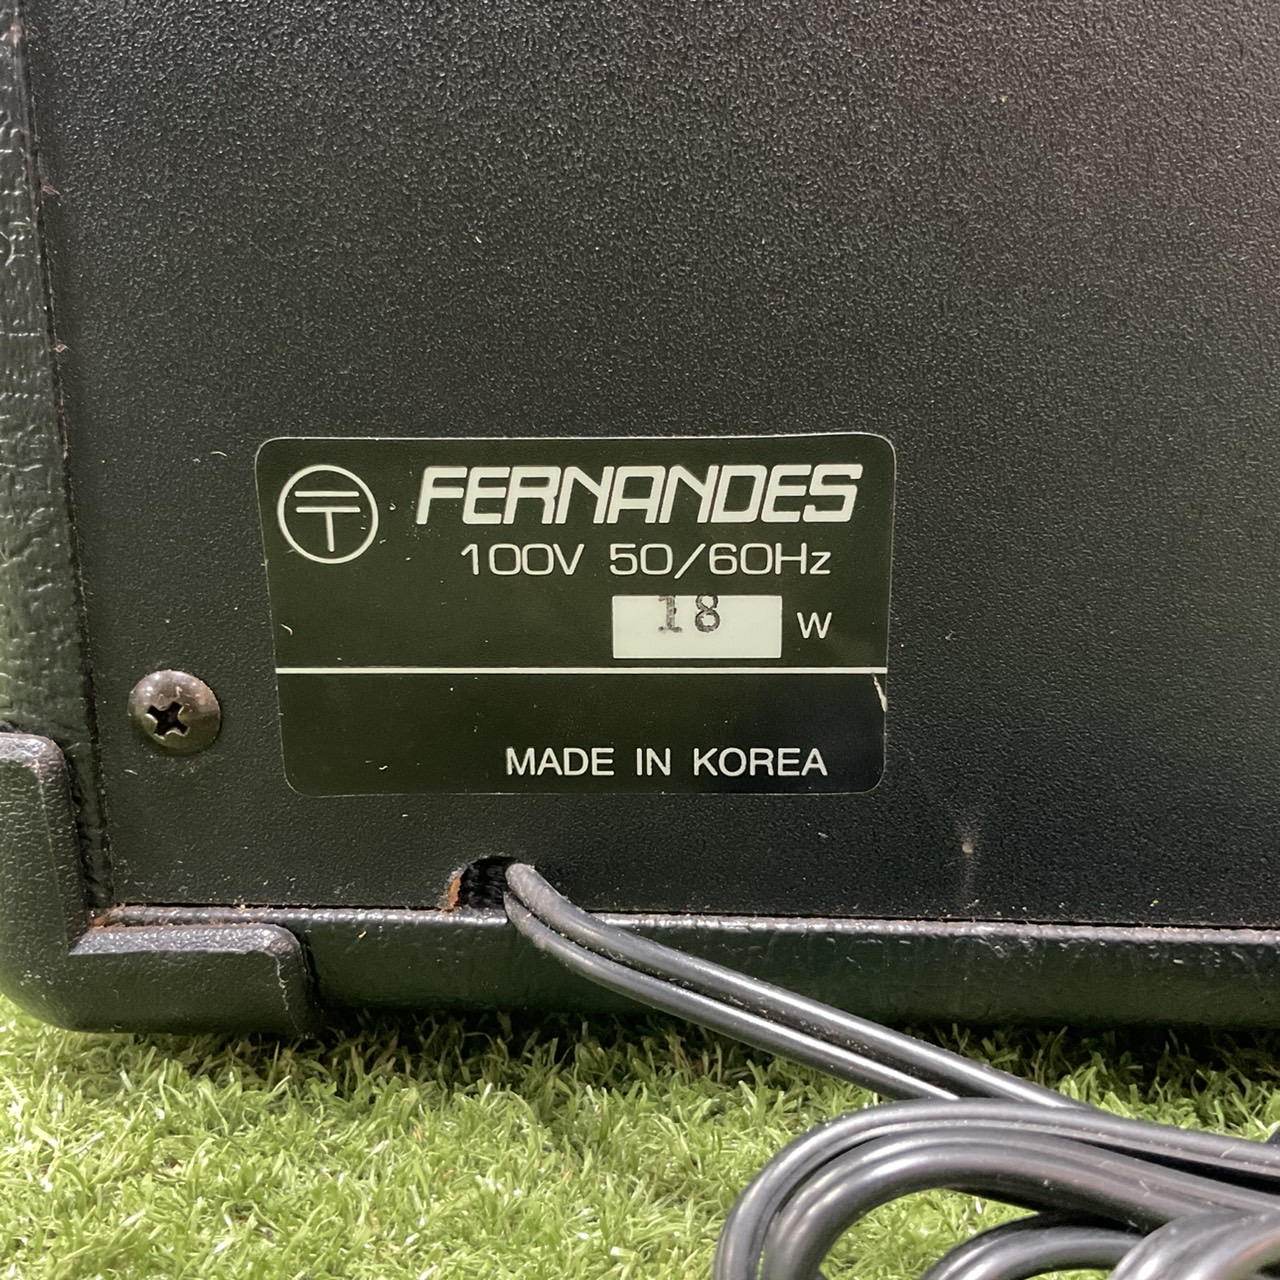 〒
FERNANDES
100V 50/60Hz
18 W
MADE IN KOREA